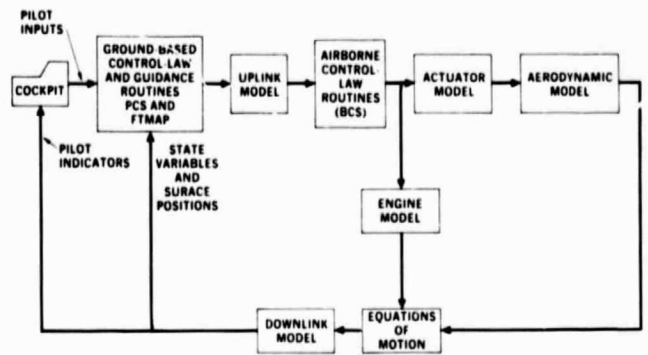 PILOT
INPUTS
COCKPIT
GROUND-BASED
CONTROL-LAW
AND GUIDANCE
ROUTINES
PCS AND
FTMAP
UPLINK
MODEL
AIRBORNE
CONTROL-
LAW
ROUTINES
(BCS)
ACTUATOR
MODEL
AERODYNAMIC
MODEL
PILOT
INDICATORS
STATE
VARIABLES
AND
SURACE
POSITIONS
ENGINE
MODEL
DOWNLINK
MODEL
EQUATIONS
OF
MOTION